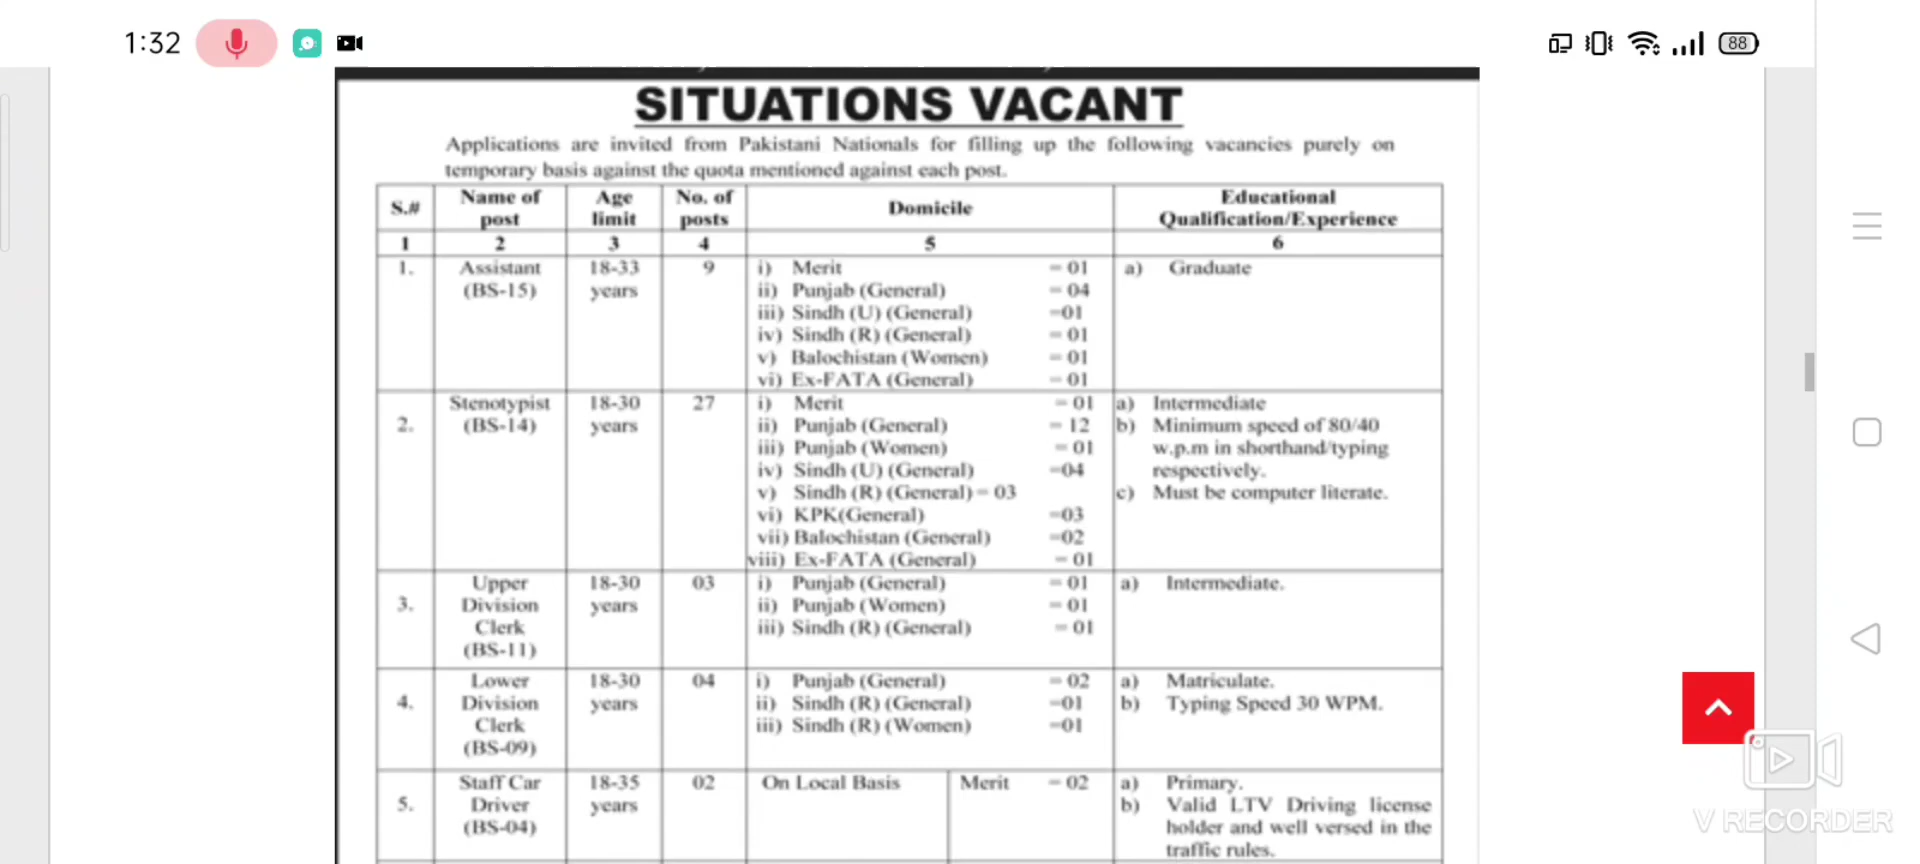 1:32
88
SITUATIONS VACANT
Applications are invited from Pakistani Nationals for filling up the following vacancies purely on
temporary basis against the quota mentioned against each post.
S.# Name of post Age limit No. of posts Domicile Educational Qualification/Experience
1 2 3 4 5 6
1. Assistant (BS-15) 18-33 years 9
i) Merit = 01
ii) Punjab (General) = 04
iii) Sindh (U) (General) =01
iv) Sindh (R) (General) = 01
v) Balochistan (Women) = 01
vi) Ex-FATA (General) = 01
a) Graduate
2. Stenotypist (BS-14) 18-30 years 27
i) Merit = 01
ii) Punjab (General) = 12
iii) Punjab (Women) = 01
iv) Sindh (U) (General) =04
v) Sindh (R) (General) = 03
vi) KPK(General) =03
vii) Balochistan (General) =02
viii) Ex-FATA (General) = 01
a) Intermediate
b) Minimum speed of 80/40
w.p.m in shorthand/typing
respectively.
c) Must be computer literate.
3. Upper Division Clerk (BS-11) 18-30 years 03
i) Punjab (General) = 01
ii) Punjab (Women) = 01
iii) Sindh (R) (General) = 01
a) Intermediate.
4. Lower Division Clerk (BS-09) 18-30 years 04
i) Punjab (General) = 02
ii) Sindh (R) (General) =01
iii) Sindh (R) (Women) =01
a) Matriculate.
b) Typing Speed 30 WPM.
5. Staff Car Driver (BS-04) 18-35 years 02
On Local Basis Merit = 02
a) Primary.
b) Valid LTV Driving license
holder and well versed in the
traffic rules.
V RECORDER